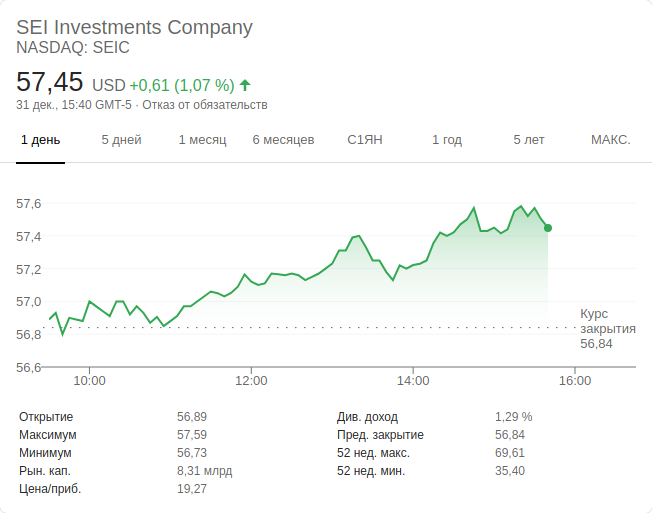 SEI Investments Company
NASDAQ: SEIC
57,45 USD +0,61 (1,07 %)
31 дек., 15:40 GMT-5 · Отказ от обязательств
1 день 5 дней 1 месяц 6 месяцев С1ЯН 1 год 5 лет МАКС.
57,6
57,4
57,2
57,0
56,8
56,6
Курс
закрытия
56,84
10:00 12:00 14:00 16:00
Открытие 56,89
Максимум 57,59
Минимум 56,73
Рын. кап. 8,31 млрд
Цена/приб. 19,27
Див. доход 1,29 %
Пред. закрытие 56,84
52 нед. макс. 69,61
52 нед. мин. 35,40